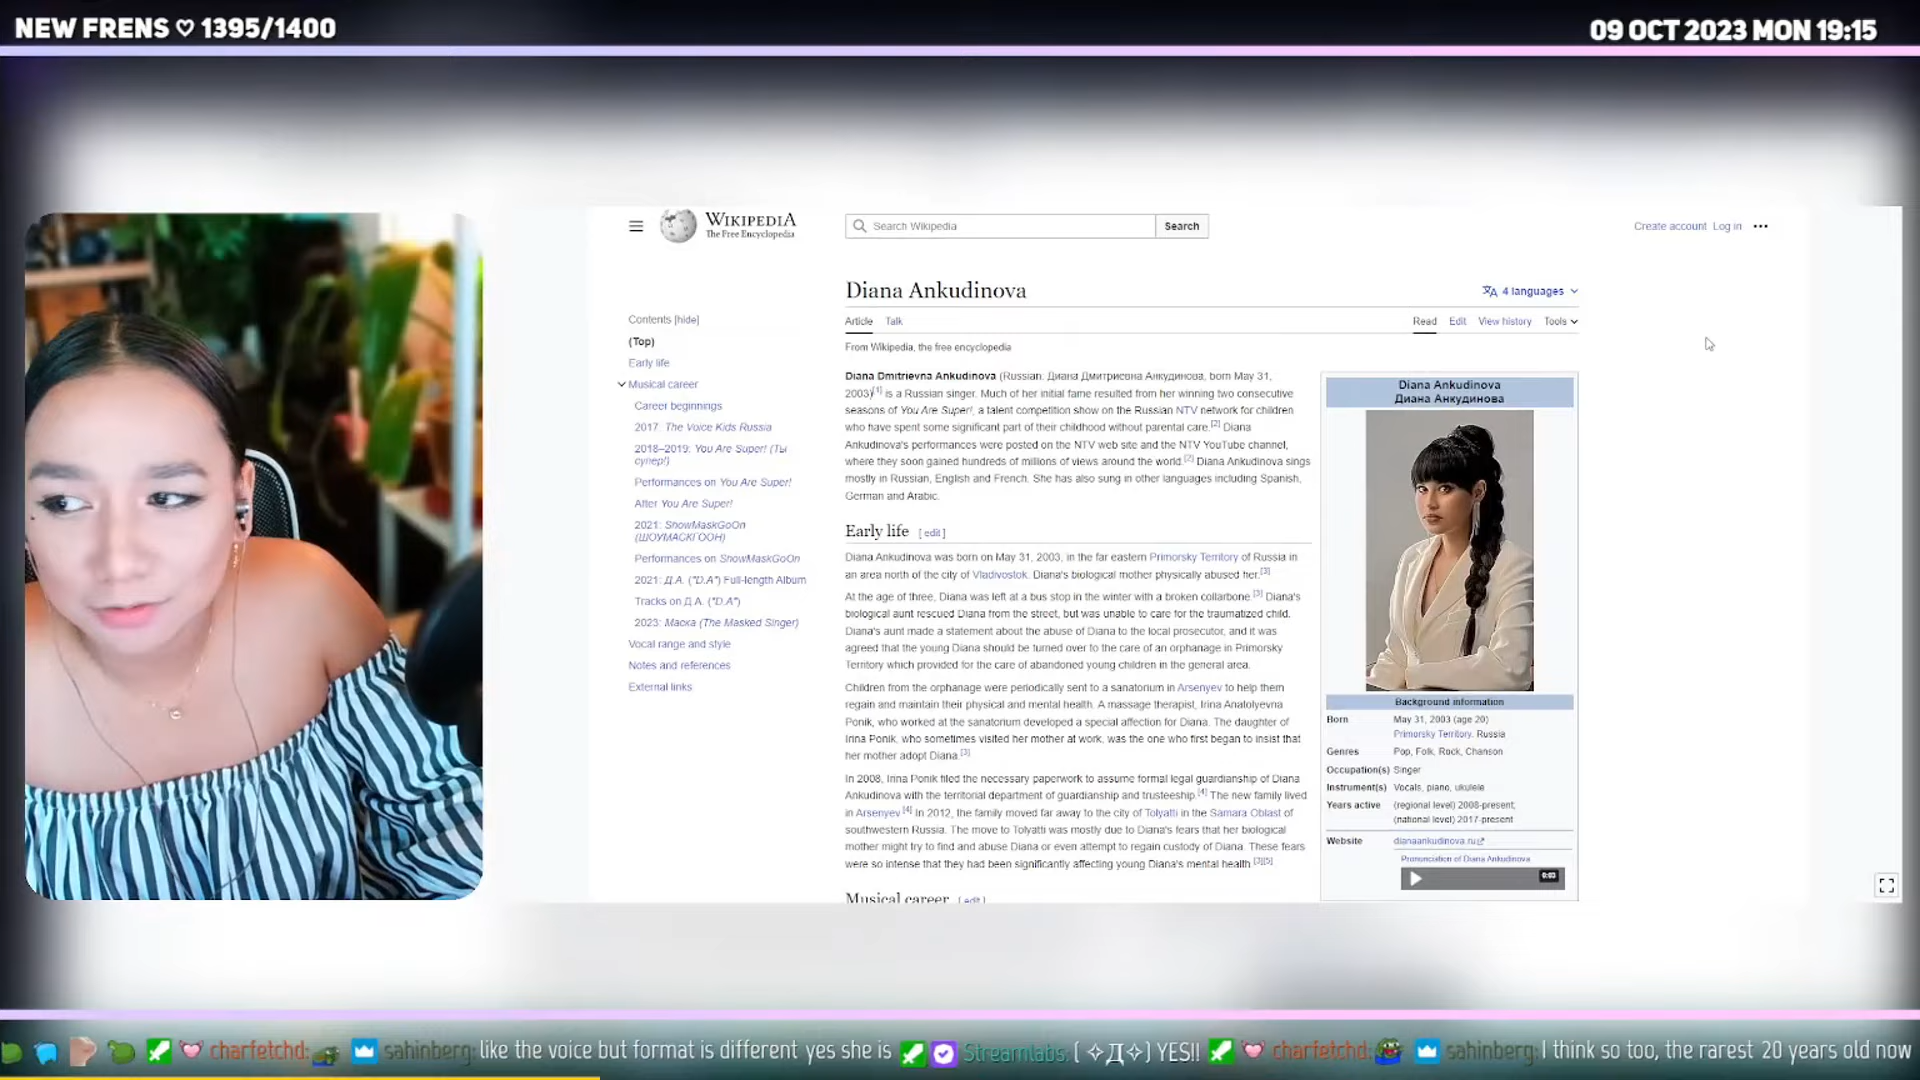 NEW FRENS ♡ 1395/1400
09 OCT 2023 MON 19:15
WIKIPEDIA
The Free Encyclopedia
Search Wikipedia
Search
Create account Log in
Diana Ankudinova
4 languages
Article Talk
Read Edit View history Tools
From Wikipedia, the free encyclopedia
Contents [hide]
(Top)
Early life
Musical career
Career beginnings
2017: The Voice Kids Russia
2018–2019: You Are Super! (Ты
супер!)
Performances on You Are Super!
After You Are Super!
2021: ShowMaskGoOn
(ШОУМАСКГООН)
Performances on ShowMaskGoOn
2021: Д.А. ("D.A") Full-length Album
Tracks on Д.А. ("D.A")
2023: Маска (The Masked Singer)
Vocal range and style
Notes and references
External links
Diana Dmitrievna Ankudinova (Russian: Диана Дмитриевна Анкудинова, born May 31,
2003)[1] is a Russian singer. Much of her initial fame resulted from her winning two consecutive
seasons of You Are Super!, a talent competition show on the Russian NTV network for children
who have spent some significant part of their childhood without parental care.[2] Diana
Ankudinova's performances were posted on the NTV web site and the NTV YouTube channel,
where they soon gained hundreds of millions of views around the world.[2] Diana Ankudinova sings
mostly in Russian, English and French. She has also sung in other languages including Spanish,
German and Arabic.
Early life [ edit ]
Diana Ankudinova was born on May 31, 2003, in the far eastern Primorsky Territory of Russia in
an area north of the city of Vladivostok. Diana's biological mother physically abused her.[3]
At the age of three, Diana was left at a bus stop in the winter with a broken collarbone.[3] Diana's
biological aunt rescued Diana from the street, but was unable to care for the traumatized child.
Diana's aunt made a statement about the abuse of Diana to the local prosecutor, and it was
agreed that the young Diana should be turned over to the care of an orphanage in Primorsky
Territory which provided for the care of abandoned young children in the general area.
Children from the orphanage were periodically sent to a sanatorium in Arsenyev to help them
regain and maintain their physical and mental health. A massage therapist, Irina Anatolyevna
Ponik, who worked at the sanatorium developed a special affection for Diana. The daughter of
Irina Ponik, who sometimes visited her mother at work, was the one who first began to insist that
her mother adopt Diana.[3]
In 2008, Irina Ponik filed the necessary paperwork to assume formal legal guardianship of Diana
Ankudinova with the territorial department of guardianship and trusteeship.[4] The new family lived
in Arsenyev.[4] In 2012, the family moved far away to the city of Tolyatti in the Samara Oblast of
southwestern Russia. The move to Tolyatti was mostly due to Diana's fears that her biological
mother might try to find and abuse Diana or even attempt to regain custody of Diana. These fears
were so intense that they had been significantly affecting young Diana's mental health.[3][5]
Musical career [ edit ]
Diana Ankudinova
Диана Анкудинова
Background information
Born May 31, 2003 (age 20)
Primorsky Territory, Russia
Genres Pop, Folk, Rock, Chanson
Occupation(s) Singer
Instrument(s) Vocals, piano, ukulele
Years active (regional level) 2008-present;
(national level) 2017-present
Website dianaankudinova.ru
Pronunciation of Diana Ankudinova
0:03
charfetchd: sahinberg: like the voice but format is different yes she is Streamlabs: ( ✧Д✧) YES!! charfetchd: sahinberg: I think so too, the rarest 20 years old now